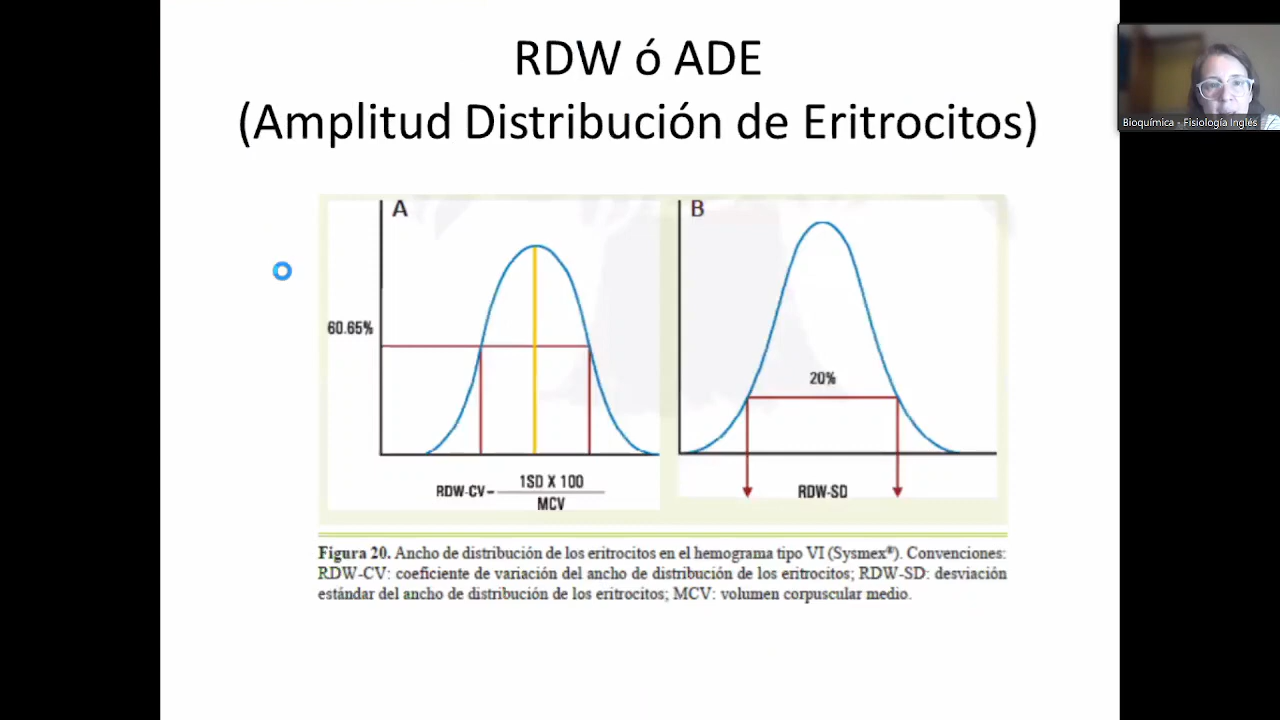 RDW ó ADE
(Amplitud Distribución de Eritrocitos)
Bioquímica - Fisiología Inglés
A
60.65%
RDW-CV= 1SD X 100
MCV
B
20%
RDW-SD
Figura 20. Ancho de distribución de los eritrocitos en el hemograma tipo VI (Sysmex®). Convenciones:
RDW-CV: coeficiente de variación del ancho de distribución de los eritrocitos; RDW-SD: desviación
estándar del ancho de distribución de los eritrocitos; MCV: volumen corpuscular medio.